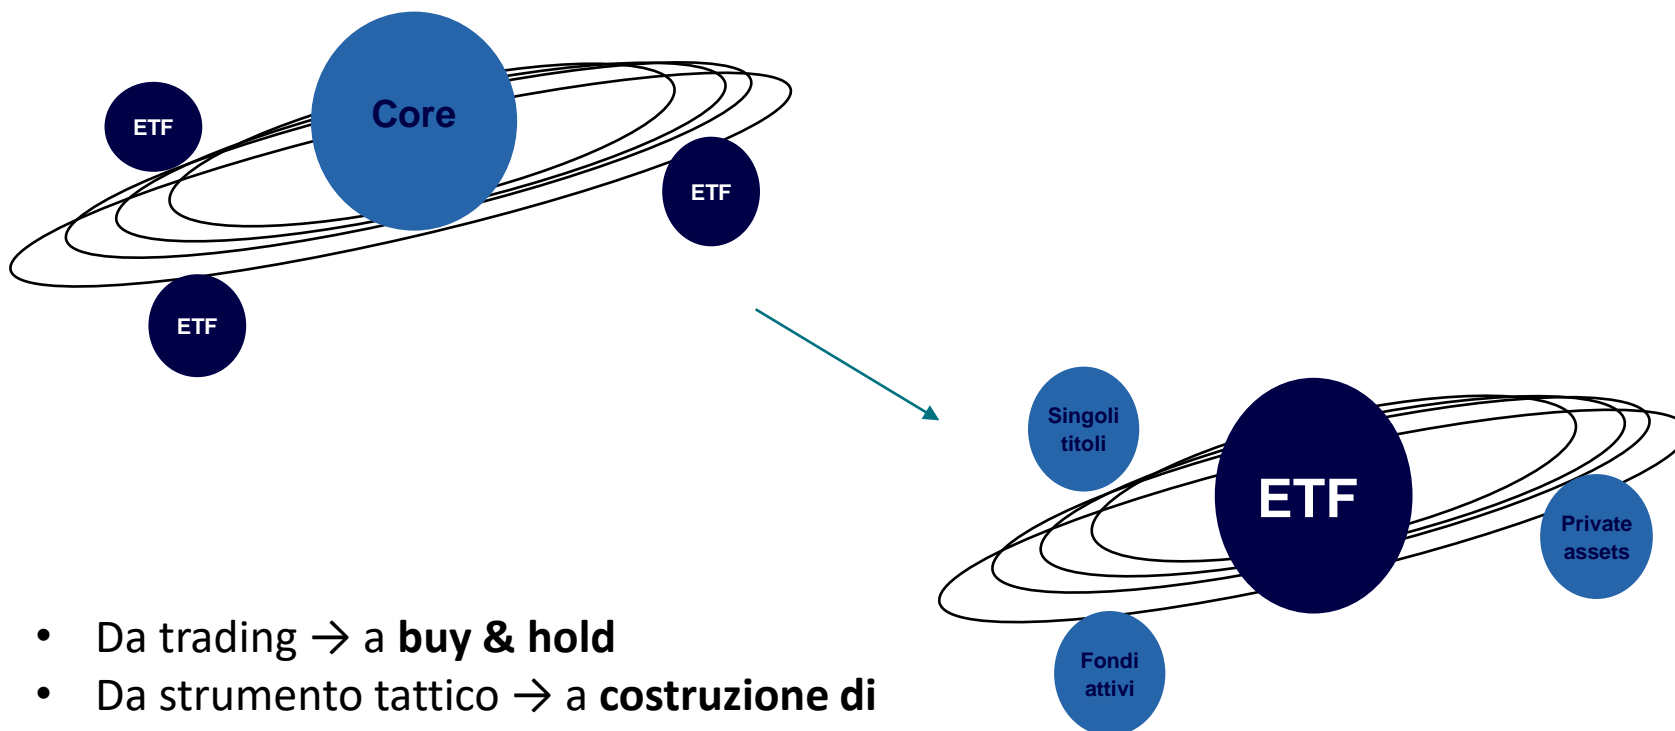 Core
ETF
ETF
ETF
Singoli
titoli
ETF
Private
assets
Fondi
attivi
• Da trading → a buy & hold
• Da strumento tattico → a costruzione di